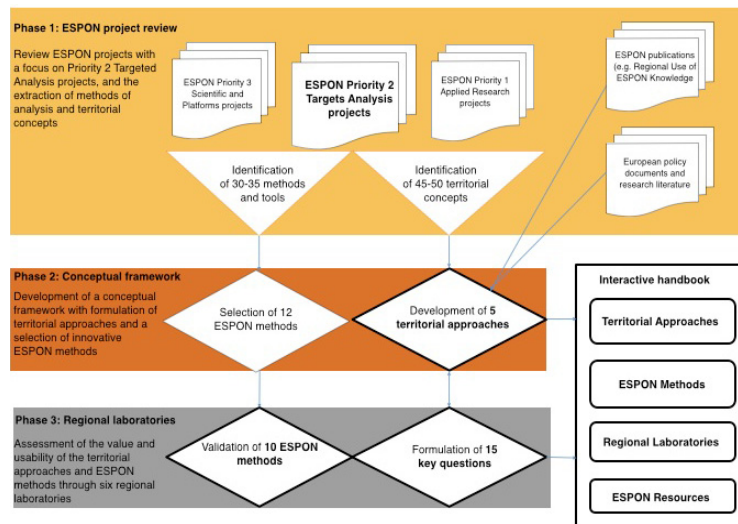 Phase 1: ESPON project review
Review ESPON projects with
a focus on Priority 2 Targeted
Analysis projects, and the
extraction of methods of
analysis and territorial
concepts
ESPON Priority 3
Scientific and
Platforms projects
ESPON Priority 2
Targets Analysis
projects
ESPON Priority 1
Applied Research
projects
ESPON publications
(e.g. Regional Use of
ESPON Knowledge
European policy
documents and
research literature
Identification
of 30-35 methods
and tools
Identification
of 45-50 territorial
concepts
Phase 2: Conceptual framework
Development of a conceptual
framework with formulation of
territorial approaches and a
selection of innovative
ESPON methods
Selection of 12
ESPON methods
Development of 5
territorial approaches
Phase 3: Regional laboratories
Assessment of the value and
usability of the territorial
approaches and ESPON
methods through six regional
laboratories
Validation of 10 ESPON
methods
Formulation of 15
key questions
Interactive handbook
Territorial Approaches
ESPON Methods
Regional Laboratories
ESPON Resources